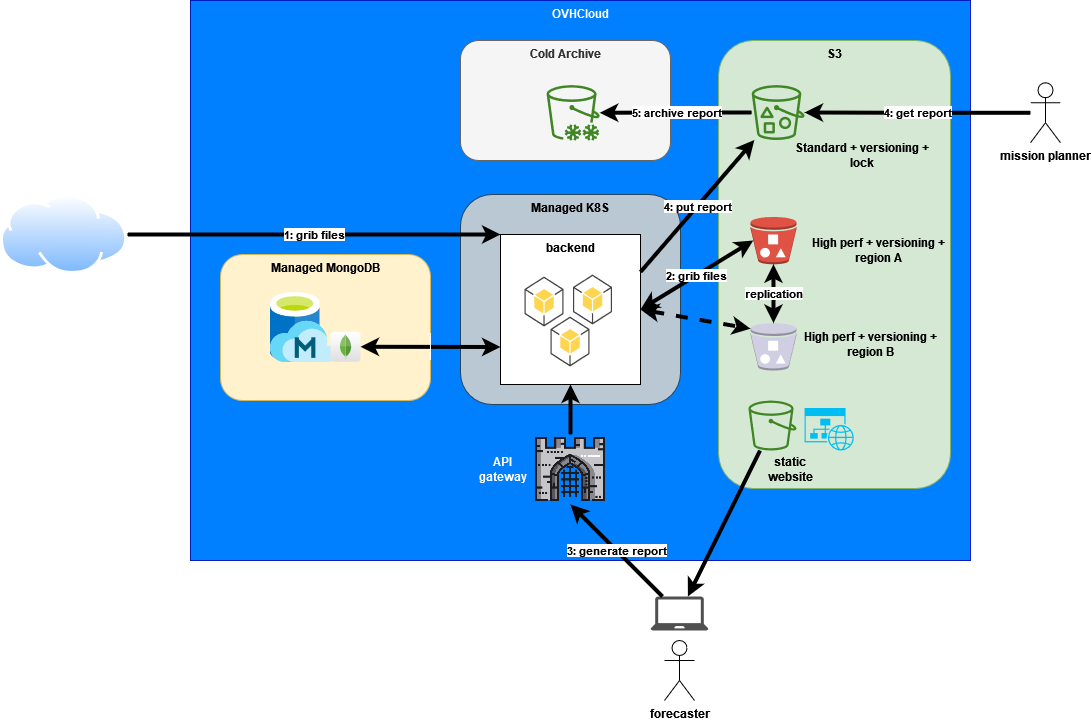 OVHCloud
Cold Archive
S3
5: archive report
4: get report
mission planner
Standard + versioning +
lock
Managed K8S
4: put report
1: grib files
backend
High perf + versioning +
region A
Managed MongoDB
2: grib files
replication
High perf + versioning +
region B
M
API
gateway
static
website
3: generate report
forecaster